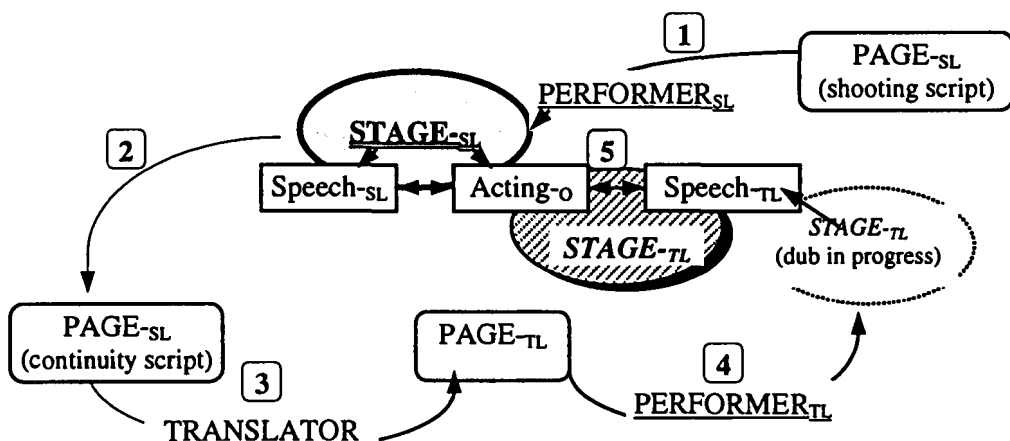 1
PAGE-SL
(shooting script)
PERFORMERSL
STAGE-SL
2
5
Speech-SL
Acting-O
Speech-TL
STAGE-TL
STAGE-TL
(dub in progress)
PAGE-SL
(continuity script)
PAGE-TL
3
4
TRANSLATOR
PERFORMERTL